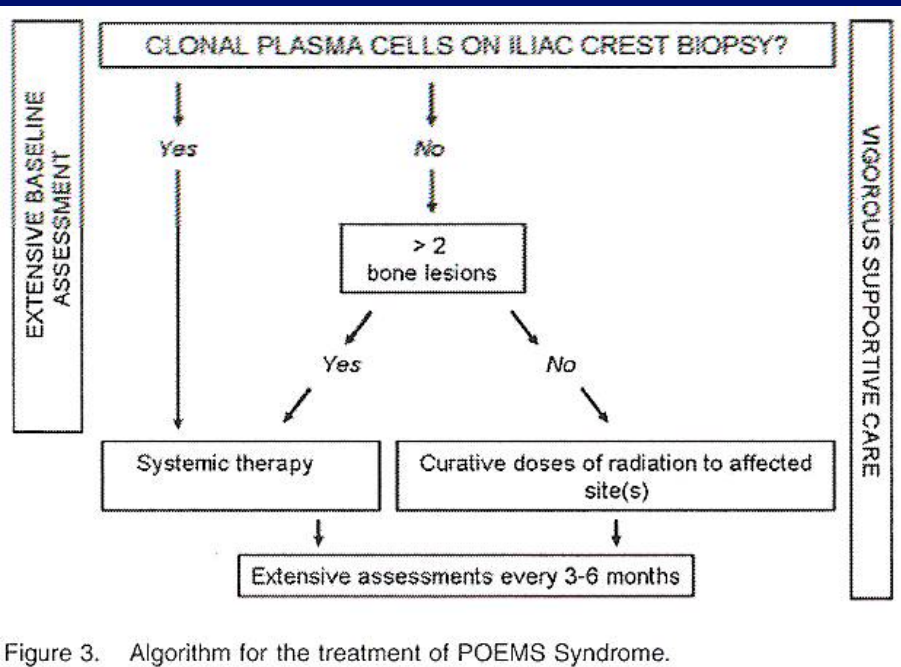 CLONAL PLASMA CELLS ON ILIAC CREST BIOPSY?
EXTENSIVE BASELINE
ASSESSMENT
Yes
No
> 2
bone lesions
Yes
No
Systemic therapy
Curative doses of radiation to affected
site(s)
Extensive assessments every 3-6 months
VIGOROUS SUPPORTIVE CARE
Figure 3. Algorithm for the treatment of POEMS Syndrome.